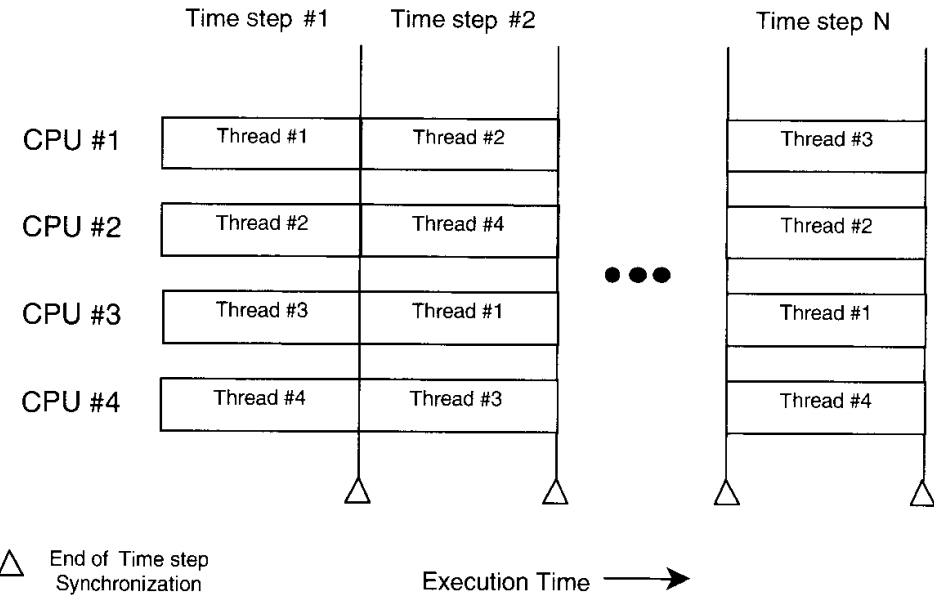 Time step #1 Time step #2 Time step N
CPU #1 Thread #1 Thread #2 Thread #3
CPU #2 Thread #2 Thread #4 Thread #2
CPU #3 Thread #3 Thread #1 Thread #1
CPU #4 Thread #4 Thread #3 Thread #4
End of Time step
Synchronization
Execution Time